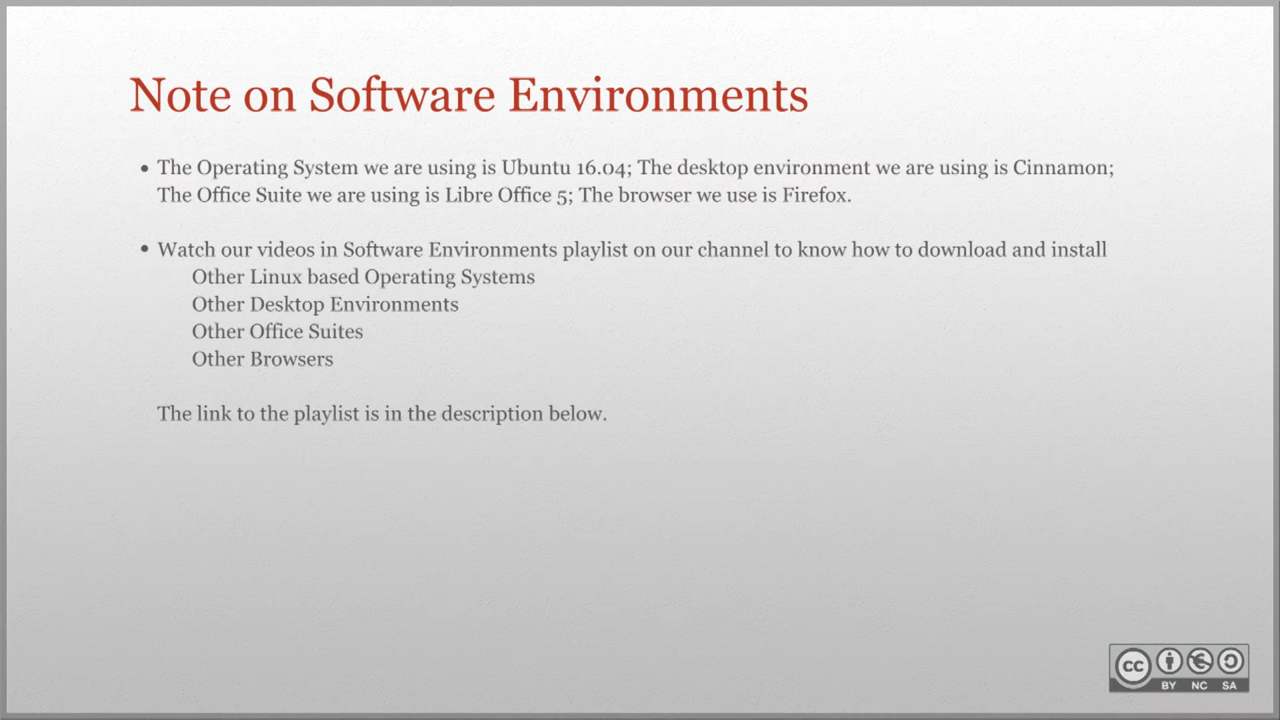 Note on Software Environments
• The Operating System we are using is Ubuntu 16.04; The desktop environment we are using is Cinnamon;
The Office Suite we are using is Libre Office 5; The browser we use is Firefox.
• Watch our videos in Software Environments playlist on our channel to know how to download and install
Other Linux based Operating Systems
Other Desktop Environments
Other Office Suites
Other Browsers
The link to the playlist is in the description below.
cc
BY NC SA